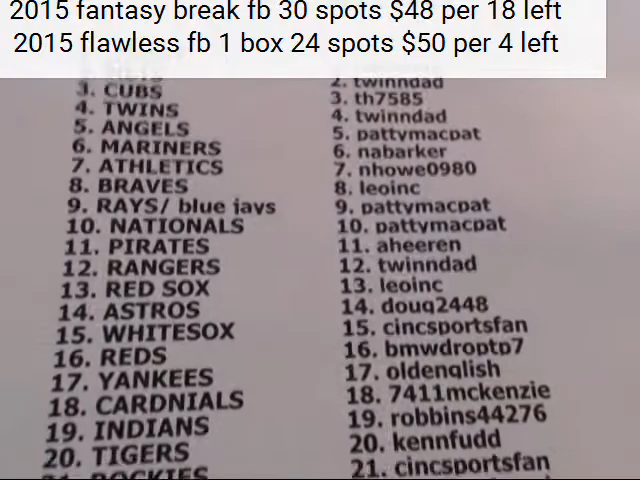 2015 fantasy break fb 30 spots $48 per 18 left
2015 flawless fb 1 box 24 spots $50 per 4 left
2. twinndad
3. CUBS 3. th7585
4. TWINS 4. twinndad
5. ANGELS 5. pattymacpat
6. MARINERS 6. nabarker
7. ATHLETICS 7. nhowe0980
8. BRAVES 8. leoinc
9. RAYS/ blue jays 9. pattymacpat
10. NATIONALS 10. pattymacpat
11. PIRATES 11. aheeren
12. RANGERS 12. twinndad
13. RED SOX 13. leoinc
14. ASTROS 14. doug2448
15. WHITESOX 15. cincsportsfan
16. REDS 16. bmwdroptp7
17. YANKEES 17. oldenglish
18. CARDNIALS 18. 7411mckenzie
19. INDIANS 19. robbins44276
20. TIGERS 20. kennfudd
21. ROCKIES 21. cincsportsfan